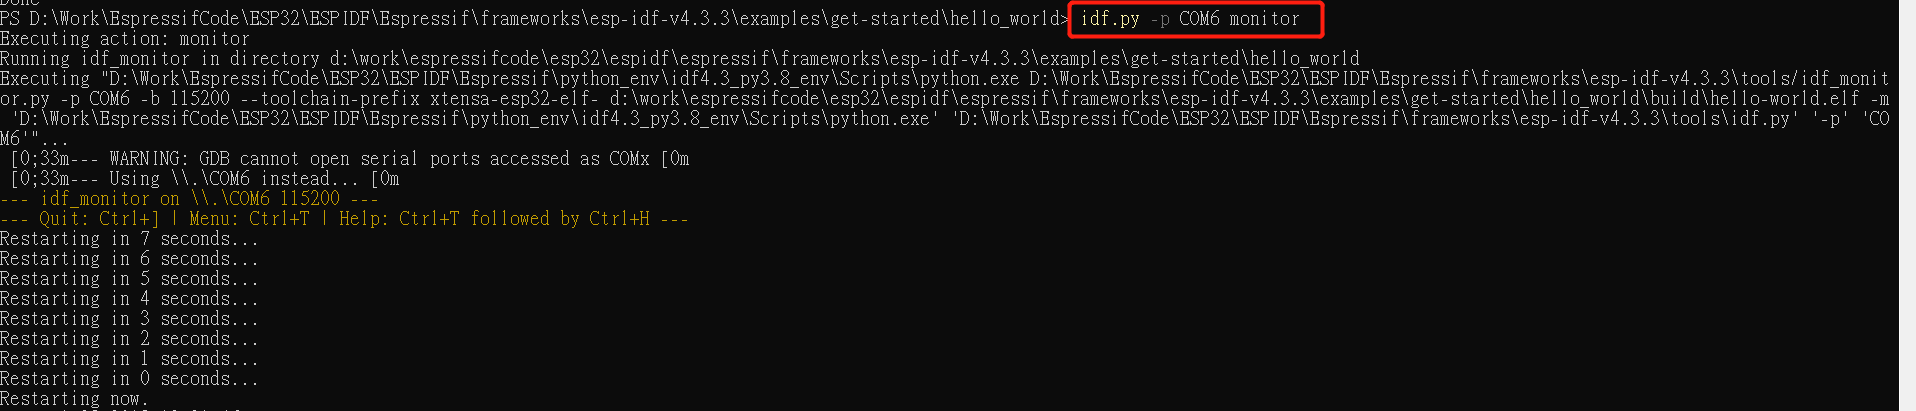 Done
PS D:\Work\EspressifCode\ESP32\ESPIDF\Espressif\frameworks\esp-idf-v4.3.3\examples\get-started\hello_world> idf.py -p COM6 monitor
Executing action: monitor
Running idf_monitor in directory d:\work\espressifcode\esp32\espidf\espressif\frameworks\esp-idf-v4.3.3\examples\get-started\hello_world
Executing "D:\Work\EspressifCode\ESP32\ESPIDF\Espressif\python_env\idf4.3_py3.8_env\Scripts\python.exe D:\Work\EspressifCode\ESP32\ESPIDF\Espressif\frameworks\esp-idf-v4.3.3\tools/idf_monit
or.py -p COM6 -b 115200 --toolchain-prefix xtensa-esp32-elf- d:\work\espressifcode\esp32\espidf\espressif\frameworks\esp-idf-v4.3.3\examples\get-started\hello_world\build\hello-world.elf -m
'D:\Work\EspressifCode\ESP32\ESPIDF\Espressif\python_env\idf4.3_py3.8_env\Scripts\python.exe' 'D:\Work\EspressifCode\ESP32\ESPIDF\Espressif\frameworks\esp-idf-v4.3.3\tools\idf.py' '-p' 'CO
M6'"...
[0;33m--- WARNING: GDB cannot open serial ports accessed as COMx [0m
[0;33m--- Using \\.\COM6 instead... [0m
--- idf_monitor on \\.\COM6 115200 ---
--- Quit: Ctrl+] | Menu: Ctrl+T | Help: Ctrl+T followed by Ctrl+H ---
Restarting in 7 seconds...
Restarting in 6 seconds...
Restarting in 5 seconds...
Restarting in 4 seconds...
Restarting in 3 seconds...
Restarting in 2 seconds...
Restarting in 1 seconds...
Restarting in 0 seconds...
Restarting now.